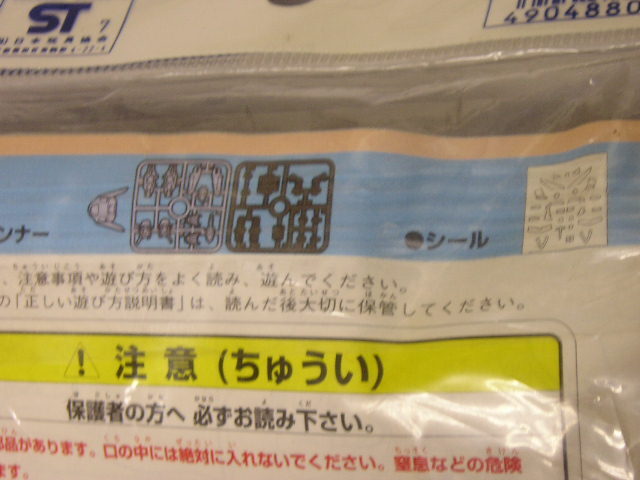 ST 7
4904880
ンナー
●シール
、注意事項や遊び方をよく読み、遊んでください。
の「正しい遊び方説明書」は、読んだ後大切に保管してください。
! 注意 (ちゅうい)
保護者の方へ 必ずお読み下さい。
部品があります。口の中には絶対に入れないでください。窒息などの危険
ます。